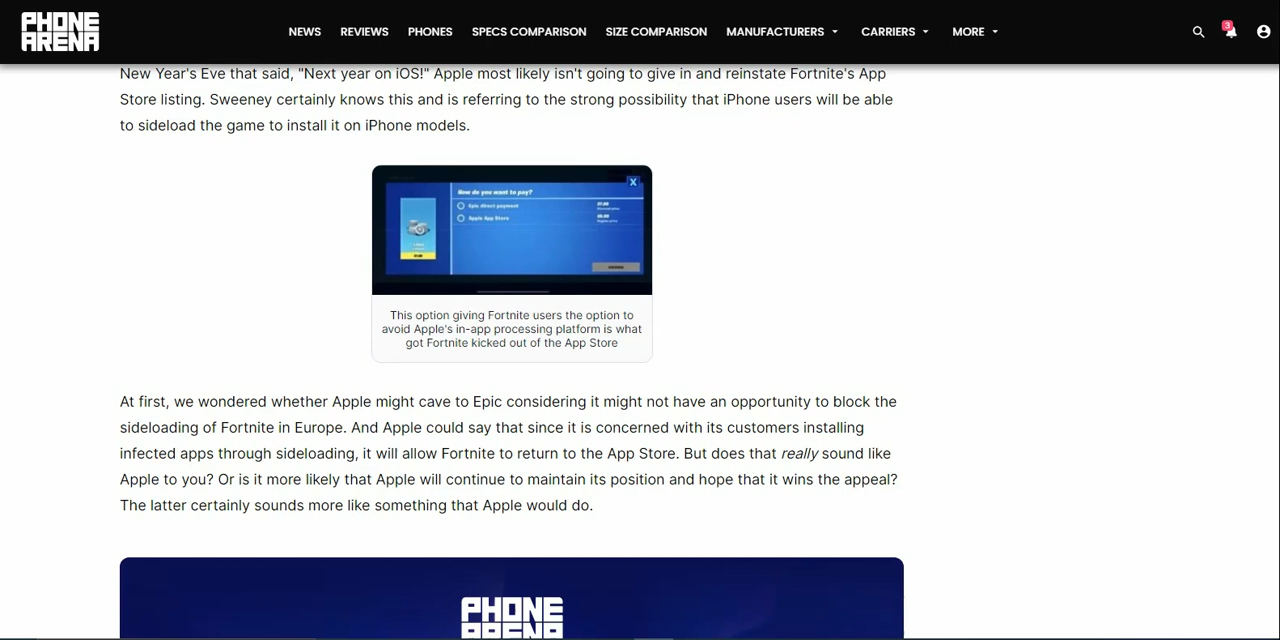 PHONE
ARENA
NEWS REVIEWS PHONES SPECS COMPARISON SIZE COMPARISON MANUFACTURERS CARRIERS MORE
3
New Year's Eve that said, "Next year on iOS!" Apple most likely isn't going to give in and reinstate Fortnite's App
Store listing. Sweeney certainly knows this and is referring to the strong possibility that iPhone users will be able
to sideload the game to install it on iPhone models.
X
How do you want to pay?
Epic direct payment
Apple App Store
This option giving Fortnite users the option to
avoid Apple's in-app processing platform is what
got Fortnite kicked out of the App Store
At first, we wondered whether Apple might cave to Epic considering it might not have an opportunity to block the
sideloading of Fortnite in Europe. And Apple could say that since it is concerned with its customers installing
infected apps through sideloading, it will allow Fortnite to return to the App Store. But does that really sound like
Apple to you? Or is it more likely that Apple will continue to maintain its position and hope that it wins the appeal?
The latter certainly sounds more like something that Apple would do.
PHONE
ARENA